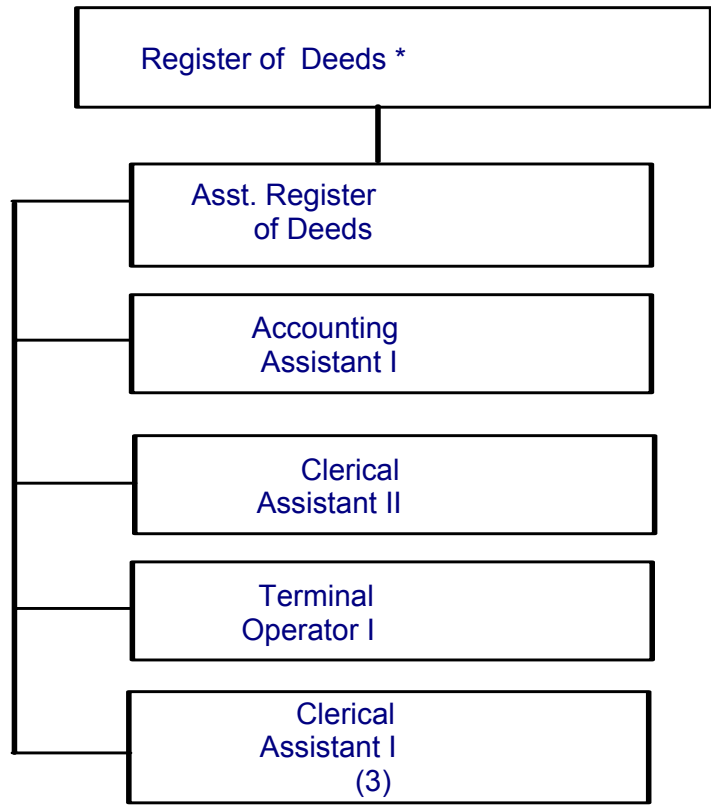 Register of Deeds *
Asst. Register
of Deeds
Accounting
Assistant I
Clerical
Assistant II
Terminal
Operator I
Clerical
Assistant I
(3)